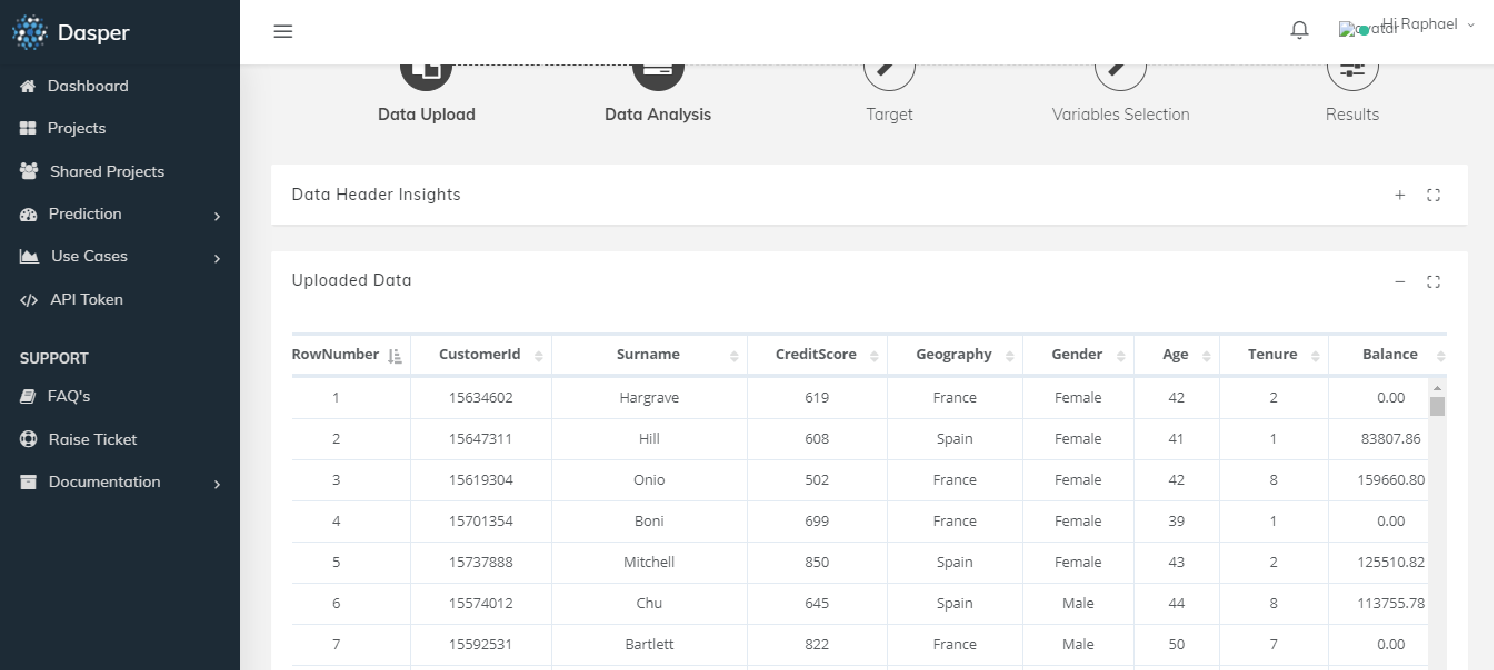 Dasper
Hi Raphael
avatar
Dashboard
Projects
Shared Projects
Prediction
Use Cases
API Token
SUPPORT
FAQ's
Raise Ticket
Documentation
Data Upload Data Analysis Target Variables Selection Results
Data Header Insights
Uploaded Data
RowNumber CustomerId Surname CreditScore Geography Gender Age Tenure Balance
1 15634602 Hargrave 619 France Female 42 2 0.00
2 15647311 Hill 608 Spain Female 41 1 83807.86
3 15619304 Onio 502 France Female 42 8 159660.80
4 15701354 Boni 699 France Female 39 1 0.00
5 15737888 Mitchell 850 Spain Female 43 2 125510.82
6 15574012 Chu 645 Spain Male 44 8 113755.78
7 15592531 Bartlett 822 France Male 50 7 0.00